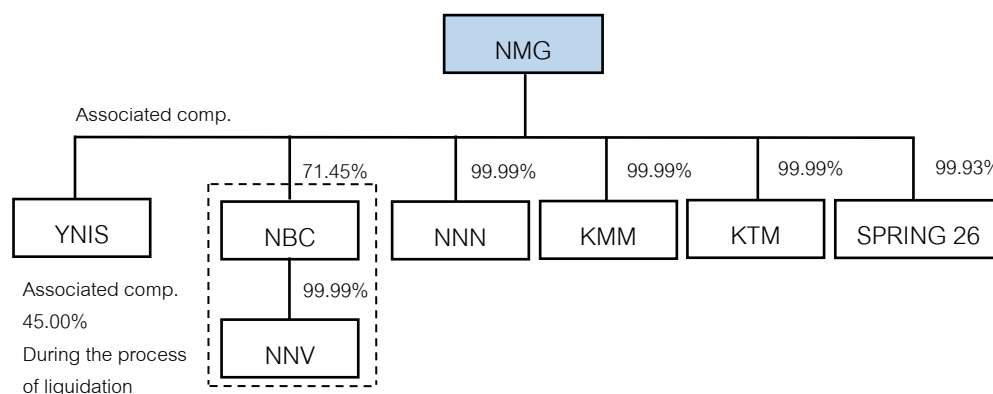 NMG
Associated comp.
71.45%
99.99%
99.99%
99.99%
99.93%
YNIS
NBC
NNN
KMM
KTM
SPRING 26
Associated comp.
45.00%
During the process
of liquidation
99.99%
NNV